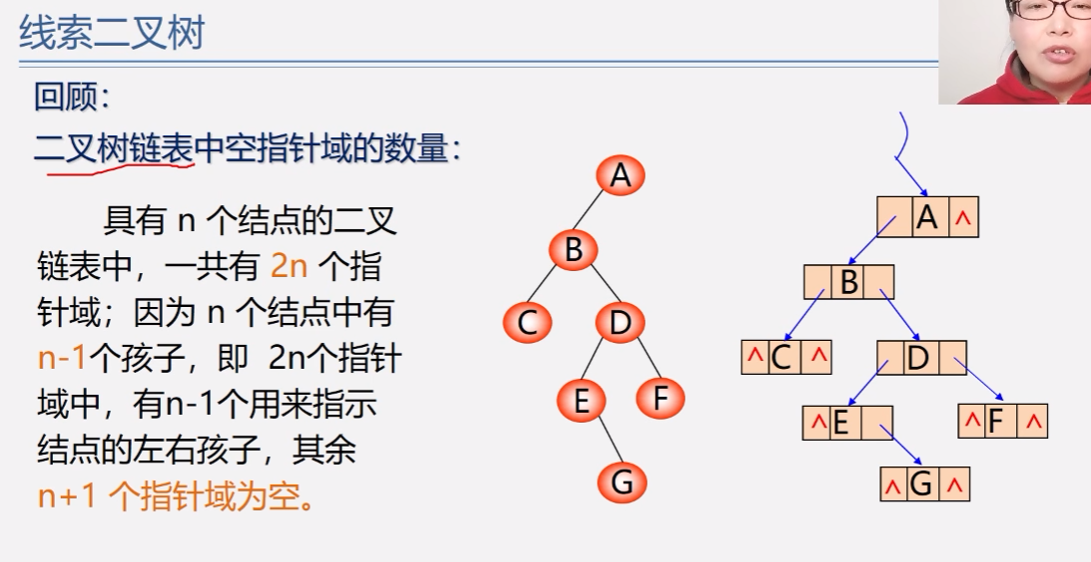 线索二叉树
回顾：
二叉树链表中空指针域的数量：
具有 n 个结点的二叉
链表中，一共有 2n 个指
针域；因为 n 个结点中有
n-1个孩子，即 2n个指针
域中，有n-1个用来指示
结点的左右孩子，其余
n+1 个指针域为空。
A
B
C
D
E
F
G
A ^
B
^ C ^
D
^ E
^ F ^
^ G ^